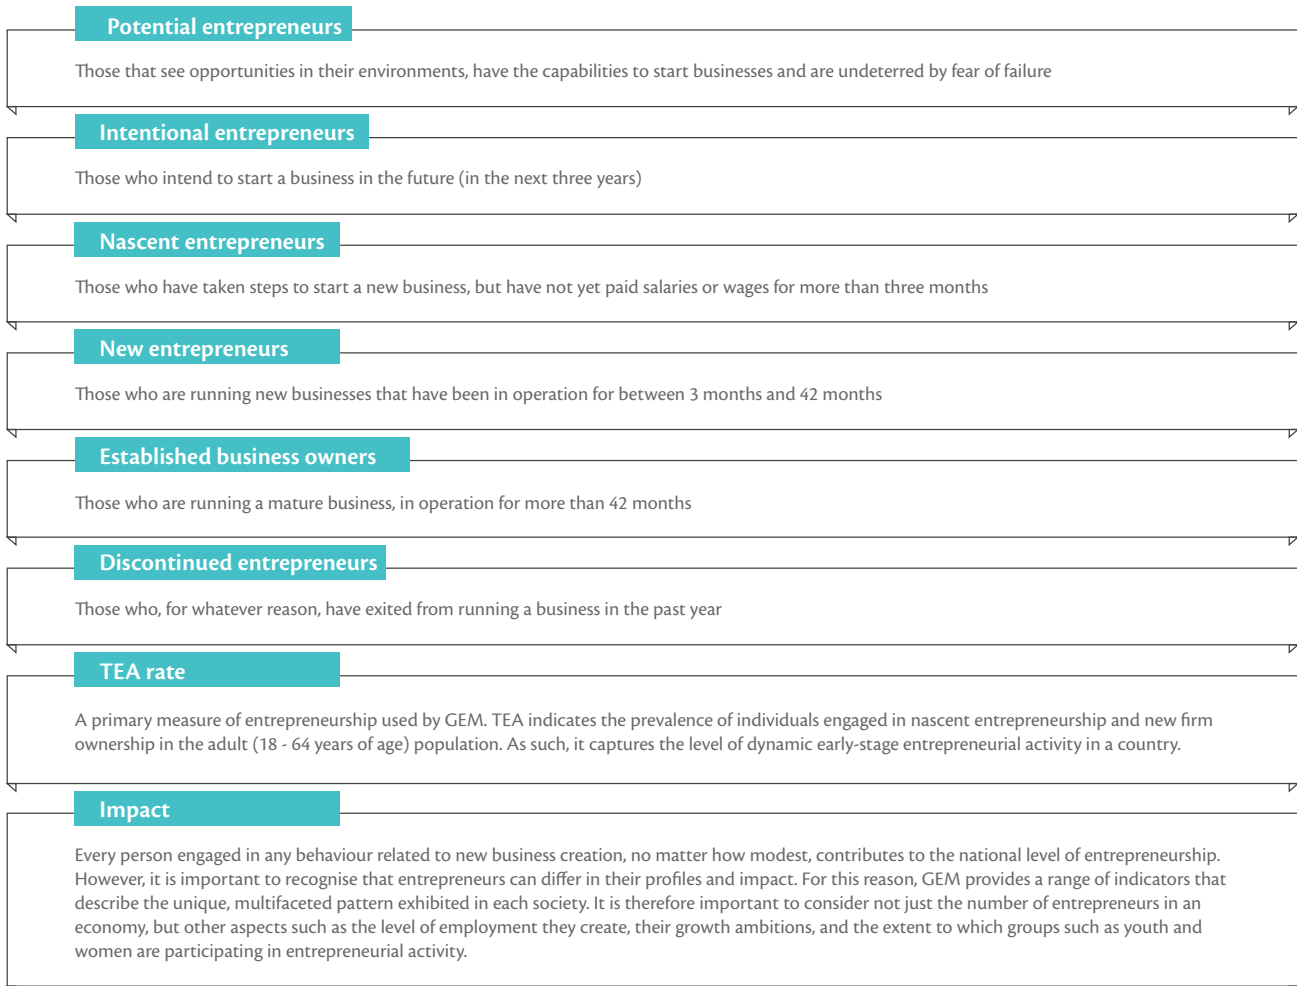 Potential entrepreneurs
Those that see opportunities in their environments, have the capabilities to start businesses and are undeterred by fear of failure
Intentional entrepreneurs
Those who intend to start a business in the future (in the next three years)
Nascent entrepreneurs
Those who have taken steps to start a new business, but have not yet paid salaries or wages for more than three months
New entrepreneurs
Those who are running new businesses that have been in operation for between 3 months and 42 months
Established business owners
Those who are running a mature business, in operation for more than 42 months
Discontinued entrepreneurs
Those who, for whatever reason, have exited from running a business in the past year
TEA rate
A primary measure of entrepreneurship used by GEM. TEA indicates the prevalence of individuals engaged in nascent entrepreneurship and new firm
ownership in the adult (18 - 64 years of age) population. As such, it captures the level of dynamic early-stage entrepreneurial activity in a country.
Impact
Every person engaged in any behaviour related to new business creation, no matter how modest, contributes to the national level of entrepreneurship.
However, it is important to recognise that entrepreneurs can differ in their profiles and impact. For this reason, GEM provides a range of indicators that
describe the unique, multifaceted pattern exhibited in each society. It is therefore important to consider not just the number of entrepreneurs in an
economy, but other aspects such as the level of employment they create, their growth ambitions, and the extent to which groups such as youth and
women are participating in entrepreneurial activity.